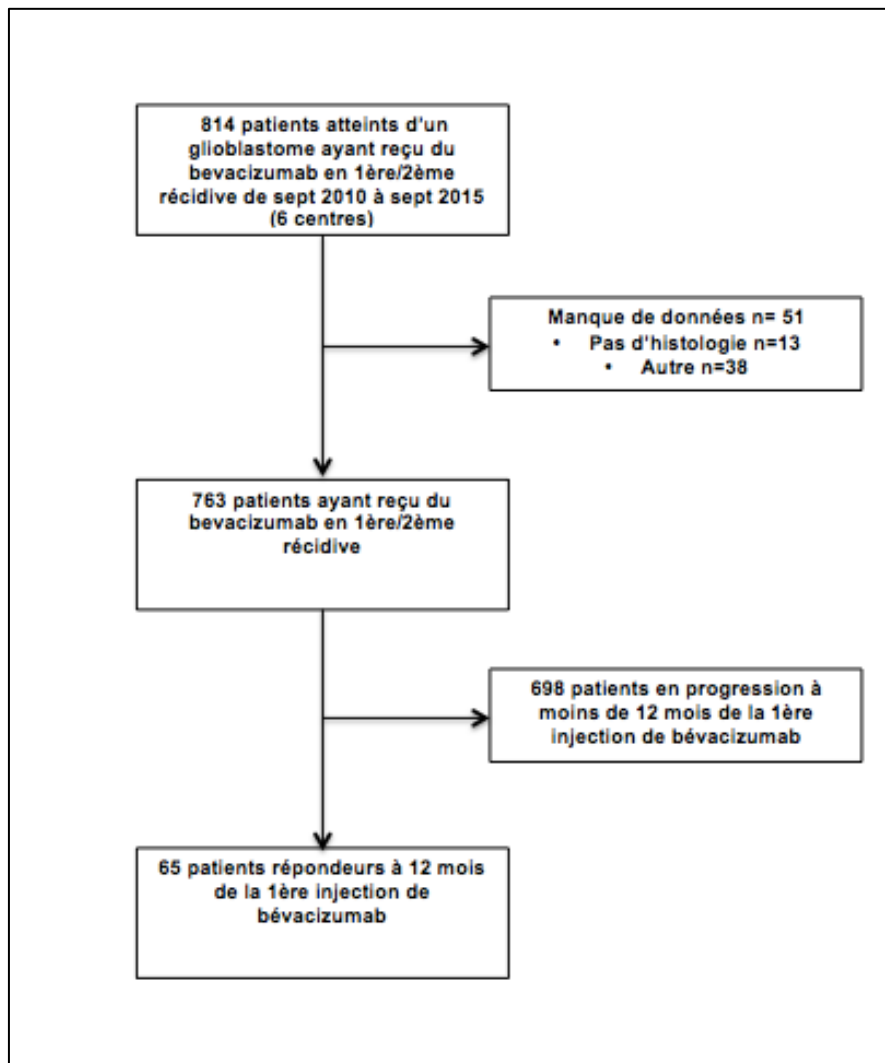 814 patients atteints d'un
glioblastome ayant reçu du
bevacizumab en 1ère/2ème
récidive de sept 2010 à sept 2015
(6 centres)
Manque de données n= 51
• Pas d'histologie n=13
• Autre n=38
763 patients ayant reçu du
bevacizumab en 1ère/2ème
récidive
698 patients en progression à
moins de 12 mois de la 1ère
injection de bévacizumab
65 patients répondeurs à 12 mois
de la 1ère injection de
bévacizumab